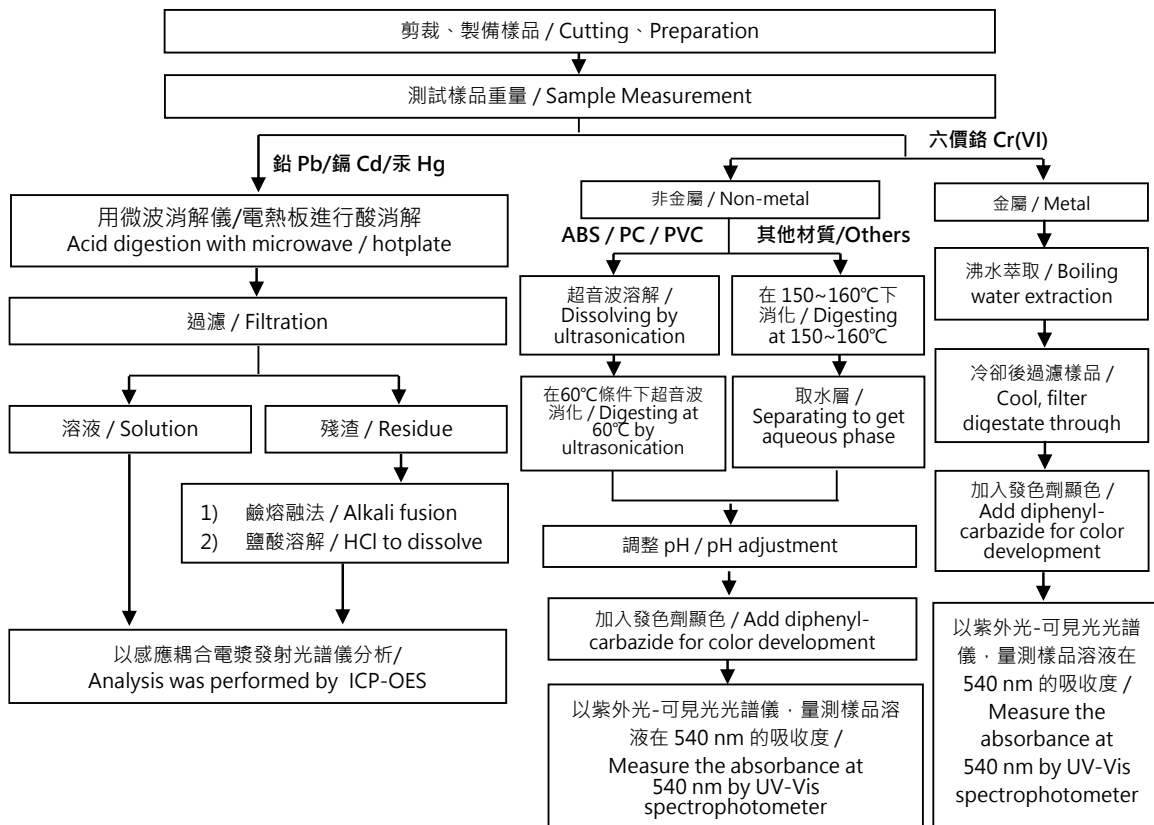 剪裁、製備樣品 / Cutting、Preparation
測試樣品重量 / Sample Measurement
鉛 Pb/鎘 Cd/汞 Hg
用微波消解儀/電熱板進行酸消解
Acid digestion with microwave / hotplate
過濾 / Filtration
溶液 / Solution
殘渣 / Residue
1) 鹼熔融法 / Alkali fusion
2) 鹽酸溶解 / HCl to dissolve
以感應耦合電漿發射光譜儀分析/
Analysis was performed by ICP-OES
六價鉻 Cr(VI)
非金屬 / Non-metal
ABS / PC / PVC
其他材質/Others
超音波溶解 /
Dissolving by
ultrasonication
在60℃條件下超音波
消化 / Digesting at
60℃ by
ultrasonication
在 150~160℃下
消化 / Digesting
at 150~160℃
取水層 /
Separating to get
aqueous phase
調整 pH / pH adjustment
加入發色劑顯色 / Add diphenyl-
carbazide for color development
以紫外光-可見光光譜儀，量測樣品溶
液在 540 nm 的吸收度 /
Measure the absorbance at
540 nm by UV-Vis
spectrophotometer
金屬 / Metal
沸水萃取 / Boiling
water extraction
冷卻後過濾樣品 /
Cool, filter
digestate through
加入發色劑顯色 /
Add diphenyl-
carbazide for color
development
以紫外光-可見光光譜
儀，量測樣品溶液在
540 nm 的吸收度 /
Measure the
absorbance at
540 nm by UV-Vis
spectrophotometer